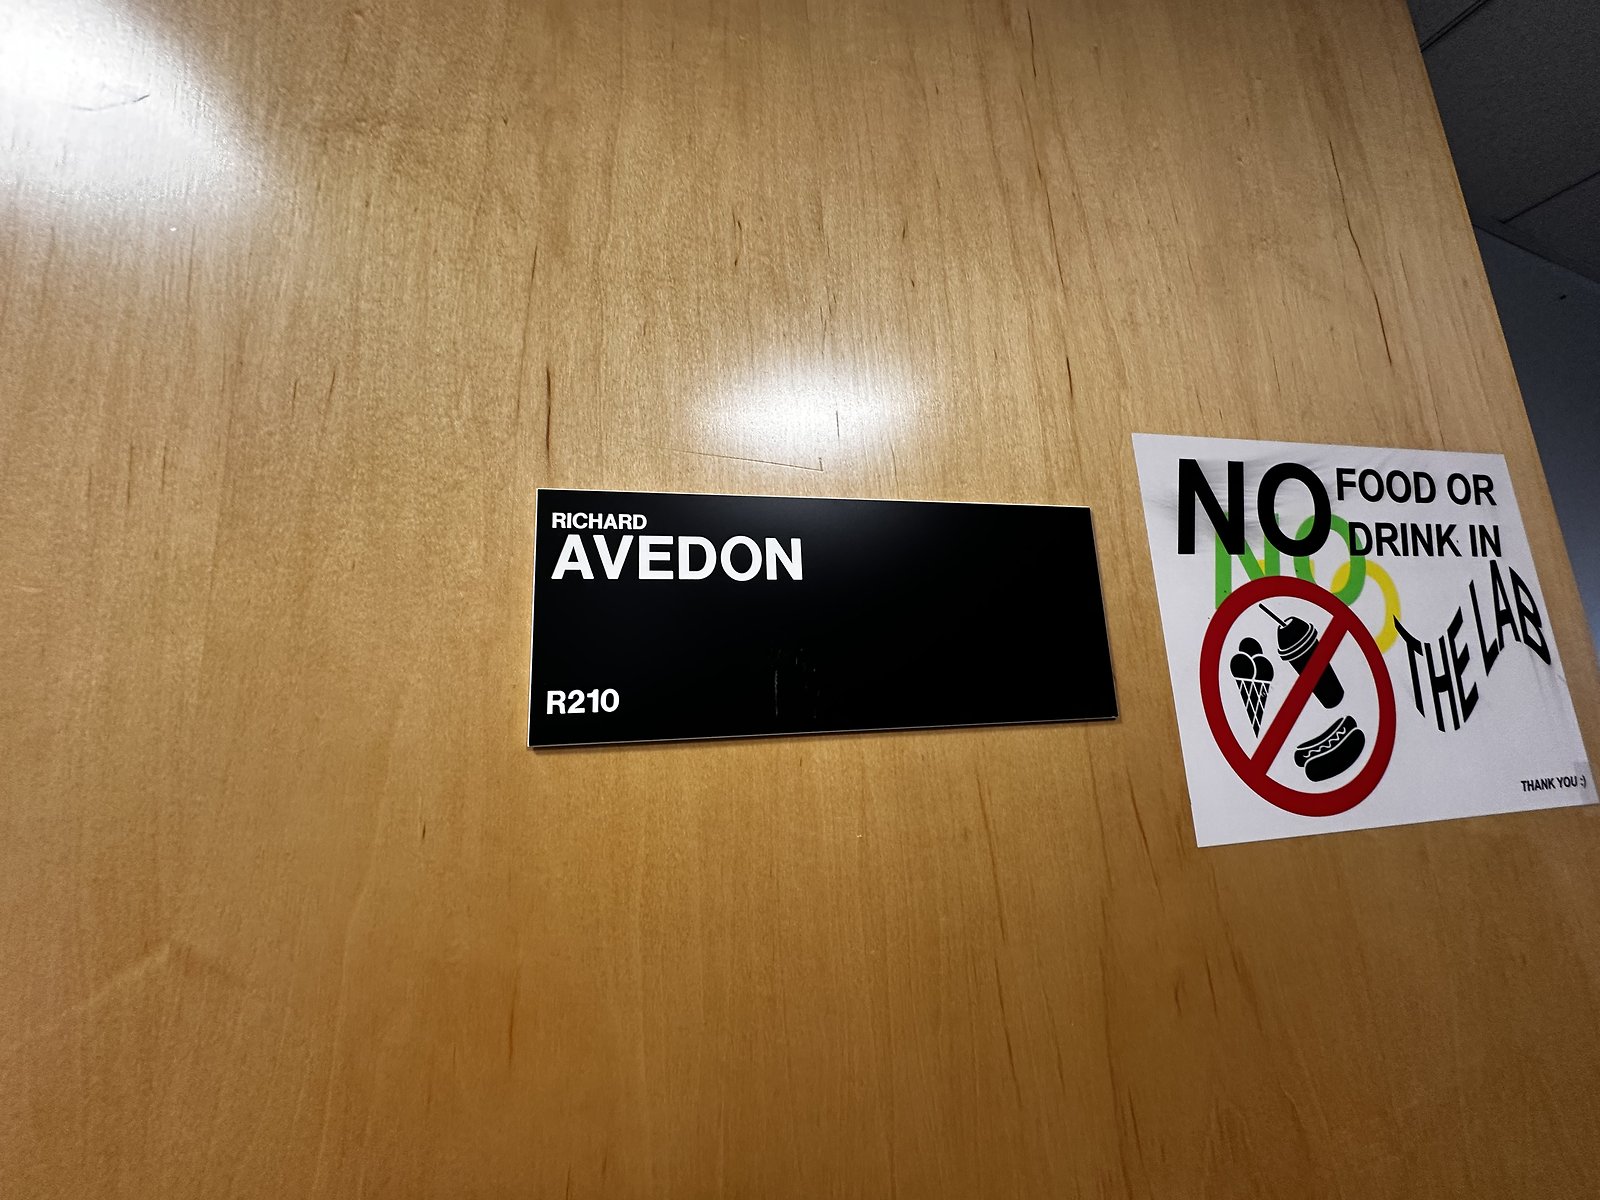 RICHARD
AVEDON
R210
NO FOOD OR
DRINK IN
THE LAB
NO
THANK YOU :)